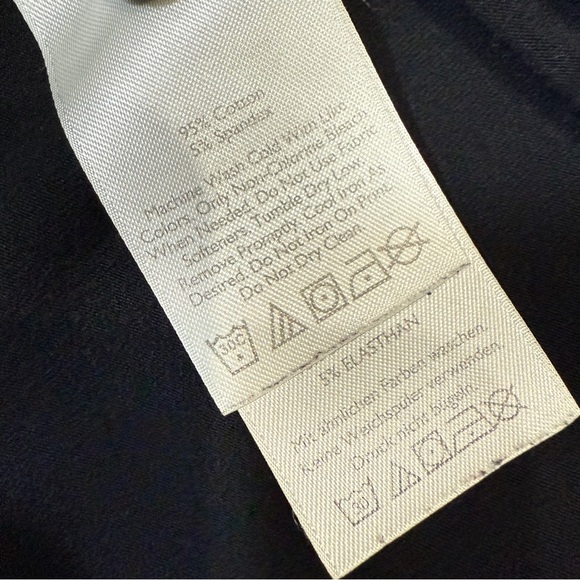 95% Cotton
5% Spandex
Machine Wash Cold With Like
Colors. Only Non-Chlorine Bleach
When Needed. Do Not Use Fabric
Softeners. Tumble Dry Low.
Remove Promptly. Cool Iron As
Desired. Do Not Iron On Print.
Do Not Dry Clean.
30C
5% ELASTHAN
Mit ähnlichen Farben waschen.
Keine Weichspüler verwenden.
Druck nicht bügeln.
30